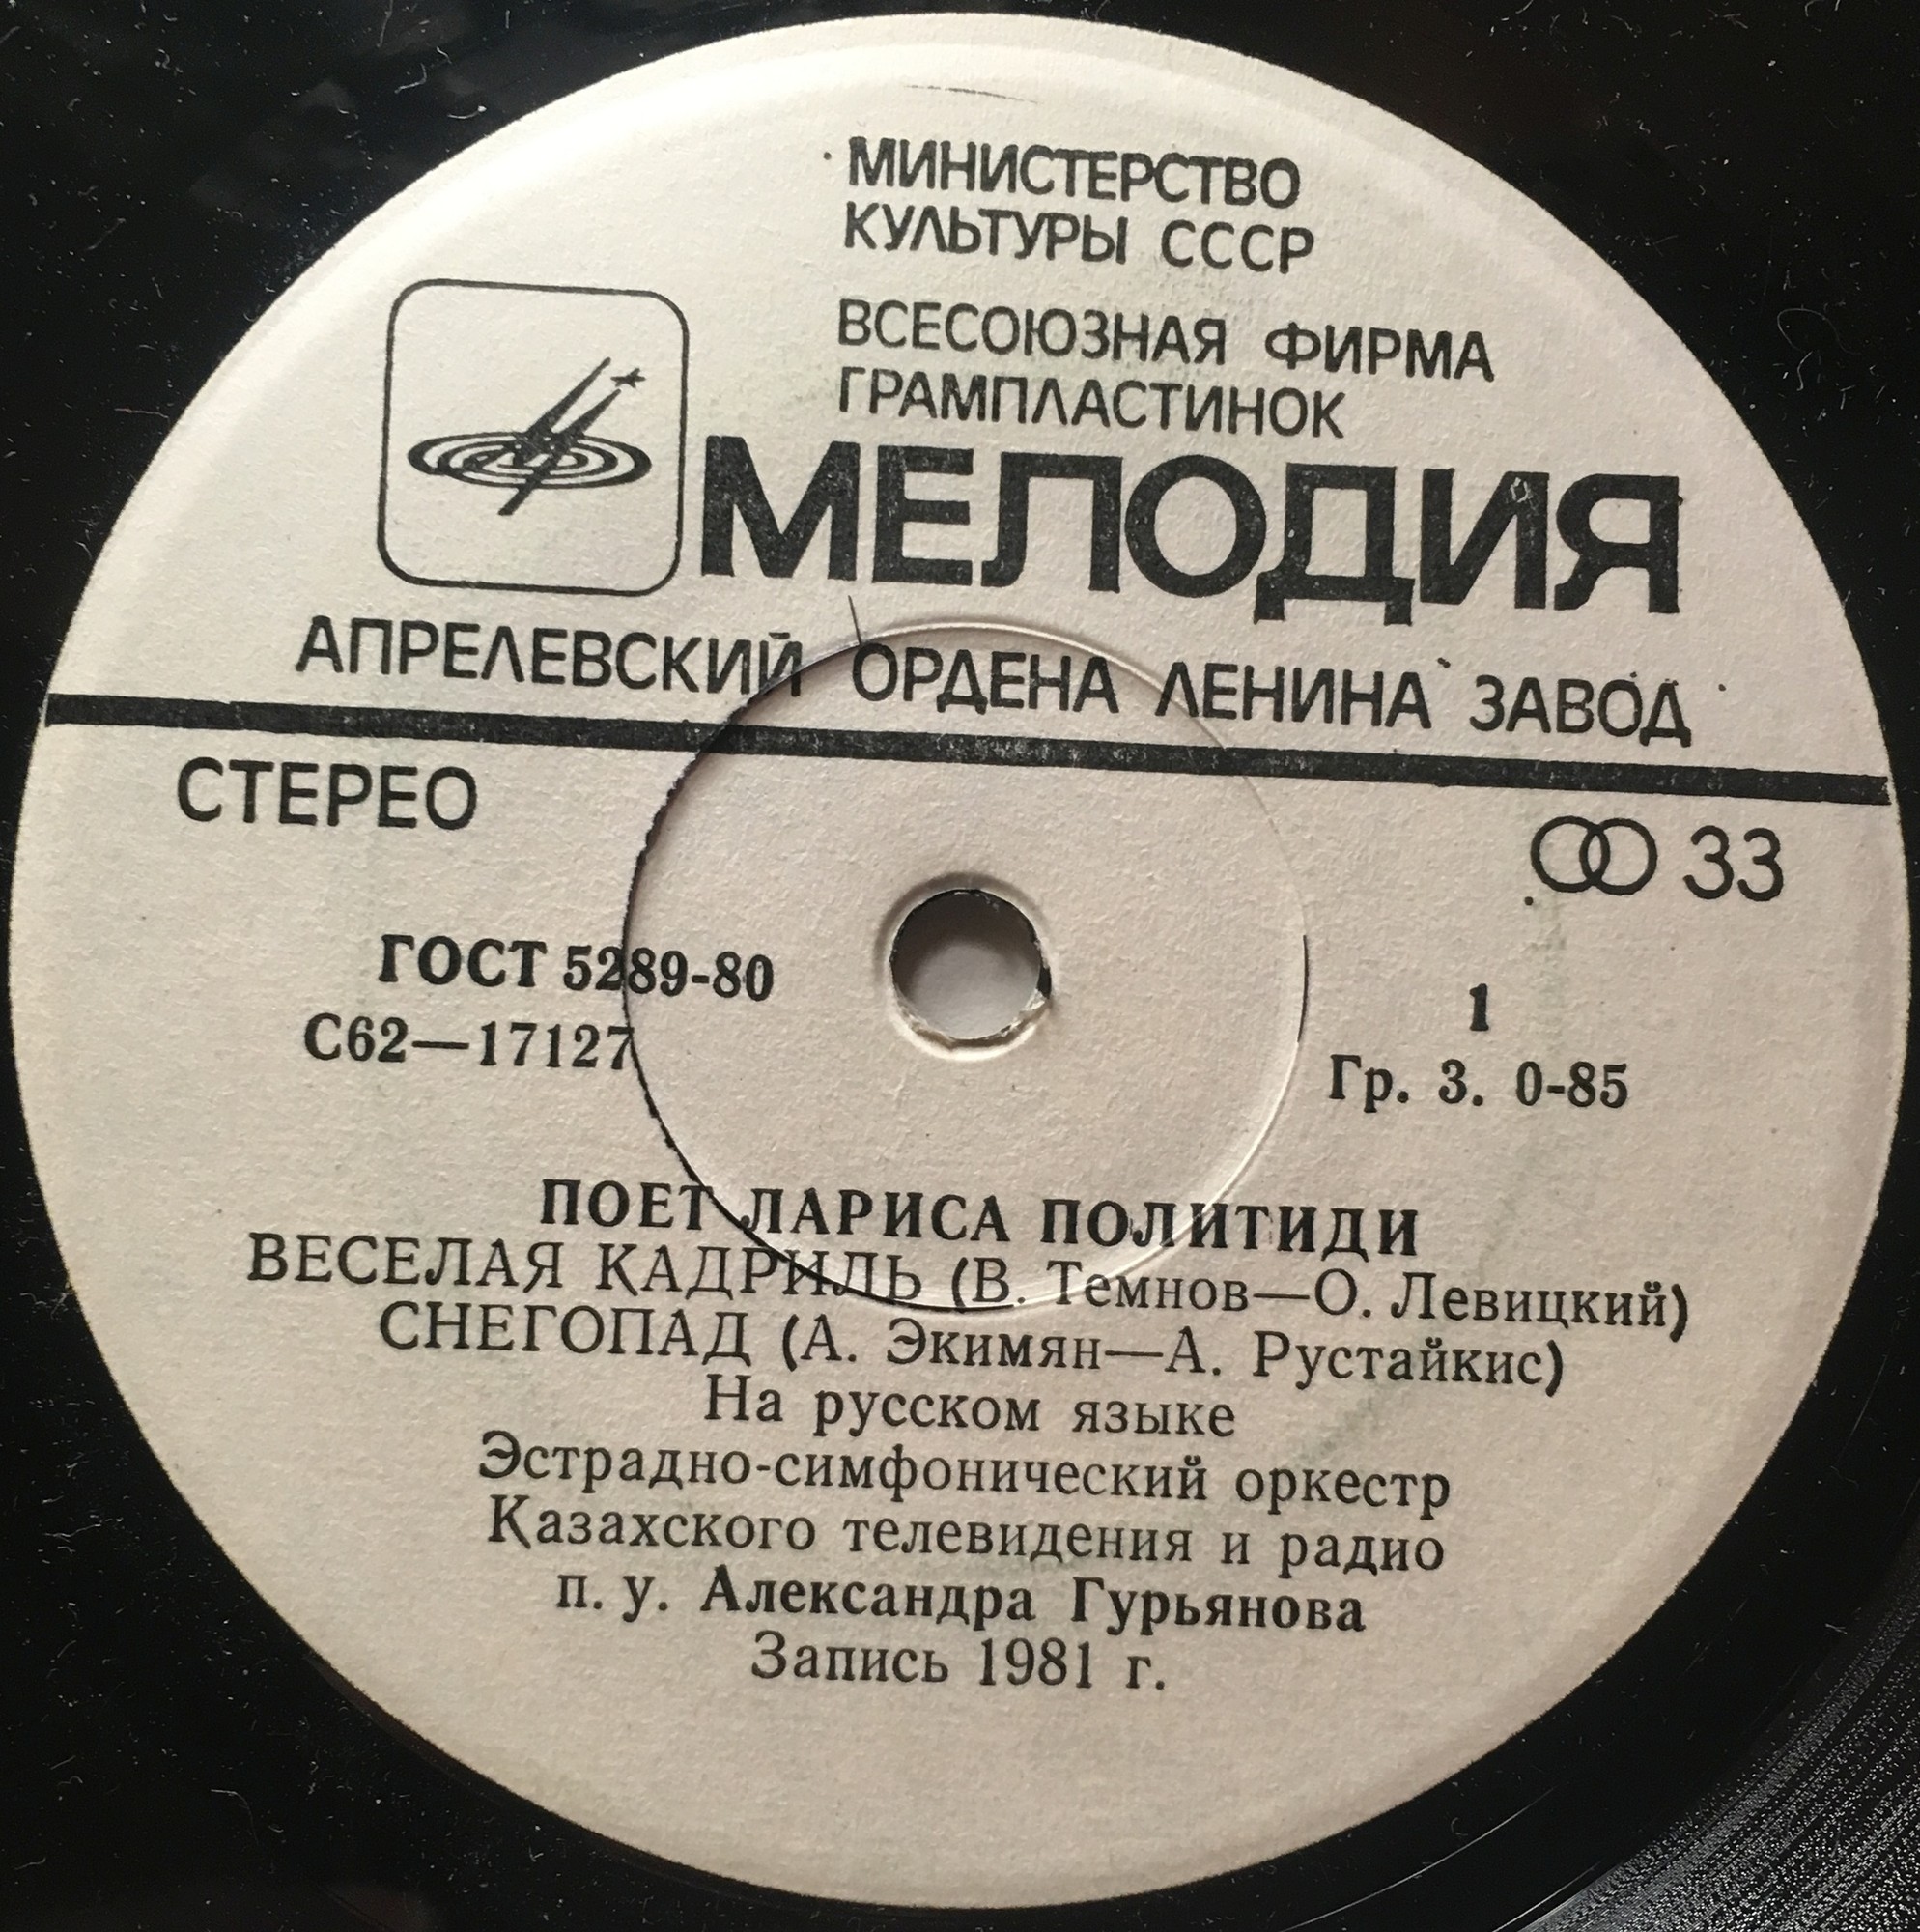 МИНИСТЕРСТВО
КУЛЬТУРЫ СССР
ВСЕСОЮЗНАЯ ФИРМА
ГРАМПЛАСТИНОК
МЕЛОДИЯ
АПРЕЛЕВСКИЙ ОРДЕНА ЛЕНИНА ЗАВОД
СТЕРЕО
33
ГОСТ 5289-80
С62—17127
1
Гр. 3. 0-85
ПОЕТ ЛАРИСА ПОЛИТИДИ
ВЕСЕЛАЯ КАДРИЛЬ (В. Темнов—О. Левицкий)
СНЕГОПАД (А. Экимян—А. Рустайкис)
На русском языке
Эстрадно-симфонический оркестр
Казахского телевидения и радио
п. у. Александра Гурьянова
Запись 1981 г.